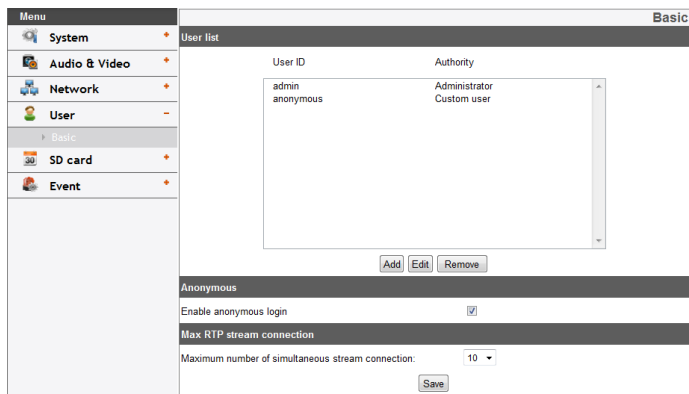 Menu
Basic
System
Audio & Video
Network
User
Basic
30
SD card
Event
User list
User ID Authority
admin Administrator
anonymous Custom user
Add Edit Remove
Anonymous
Enable anonymous login
Max RTP stream connection
Maximum number of simultaneous stream connection: 10
Save